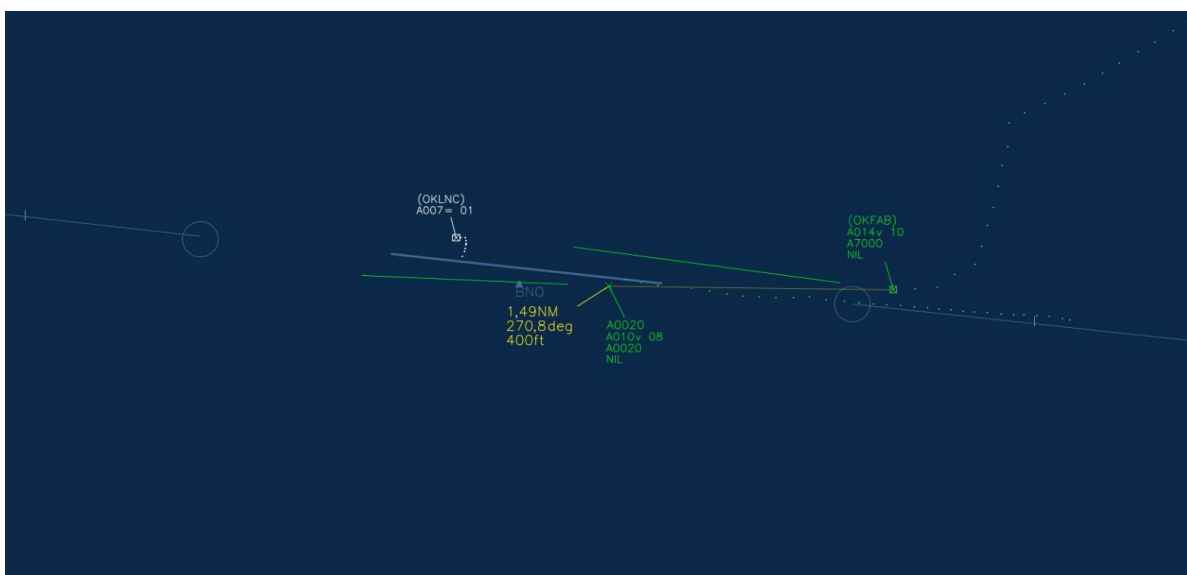 (OKLNC)
A007= 01
(OKFAB)
A014v 10
A7000
NIL
BNO
1,49NM
270,8deg
400ft
A0020
A010v 08
A0020
NIL